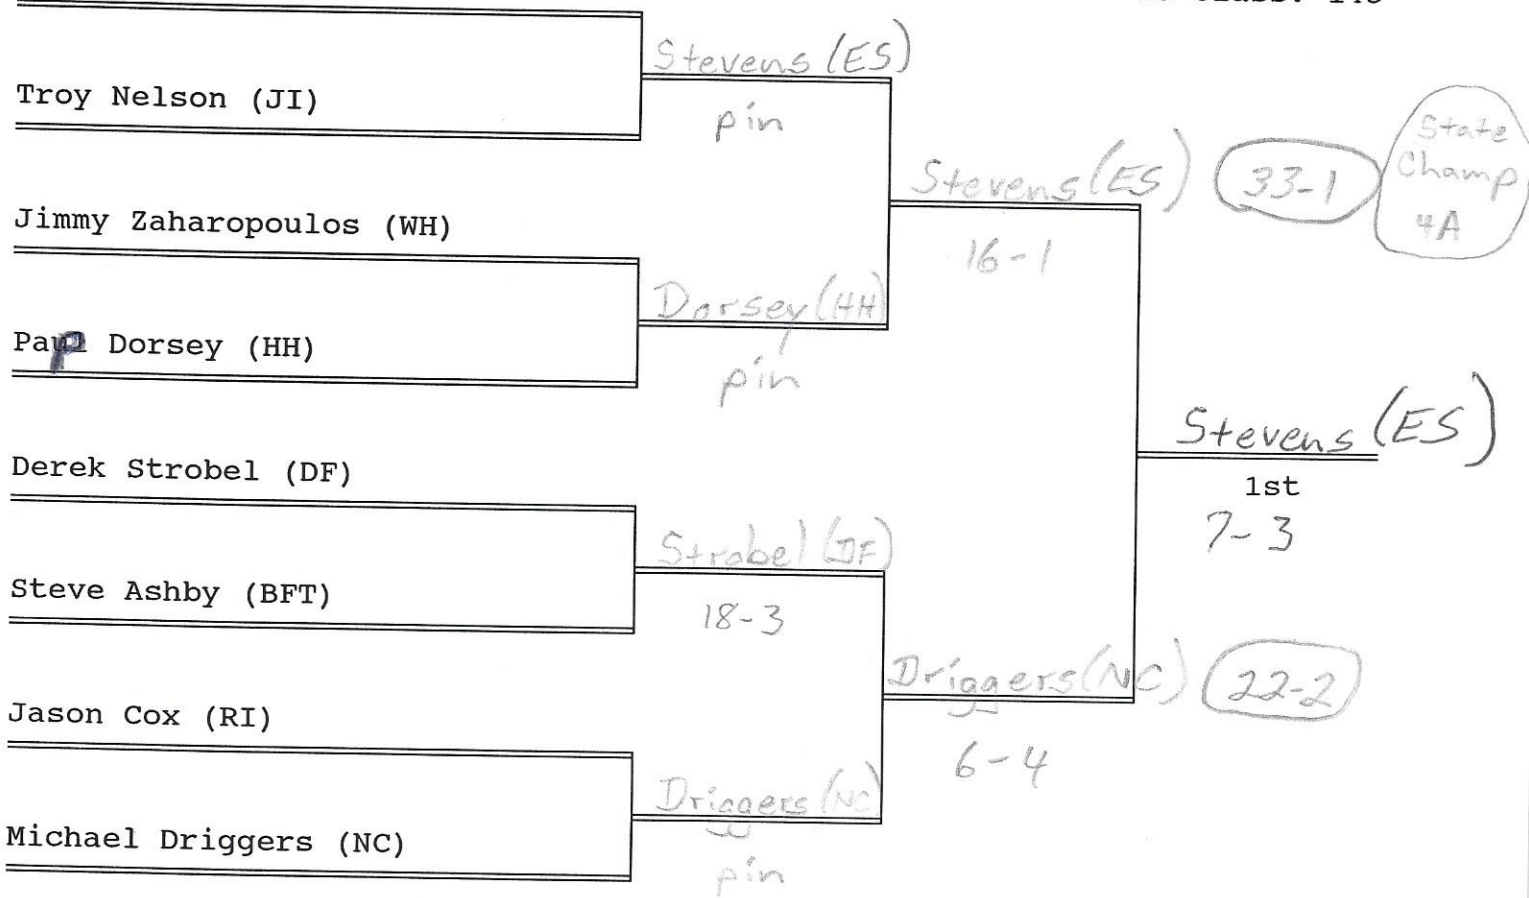 Class: 145
Stevens (ES)
Troy Nelson (JI)
pin
State
Champ
4A
Stevens (ES) 33-1
Jimmy Zaharopoulos (WH)
16-1
Dorsey (HH)
Dorsey (HH)
pin
Stevens (ES)
Derek Strobel (DF)
1st
7-3
Strobel (DF)
Steve Ashby (BFT)
18-3
Driggers (NC) 22-2
Jason Cox (RI)
6-4
Driggers (NC)
Michael Driggers (NC)
pin